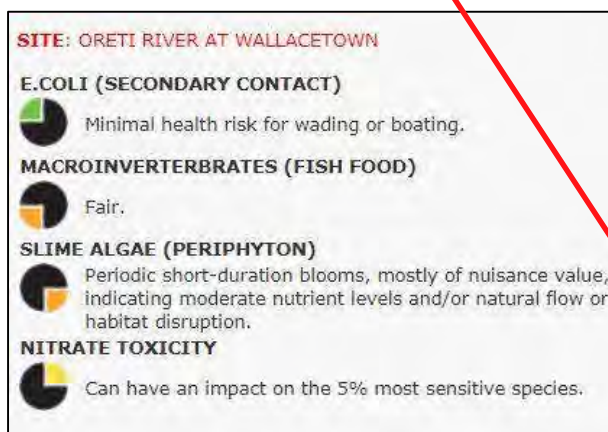 SITE: ORETI RIVER AT WALLACETOWN
E.COLI (SECONDARY CONTACT)
Minimal health risk for wading or boating.
MACROINVERTERBRATES (FISH FOOD)
Fair.
SLIME ALGAE (PERIPHYTON)
Periodic short-duration blooms, mostly of nuisance value,
indicating moderate nutrient levels and/or natural flow or
habitat disruption.
NITRATE TOXICITY
Can have an impact on the 5% most sensitive species.